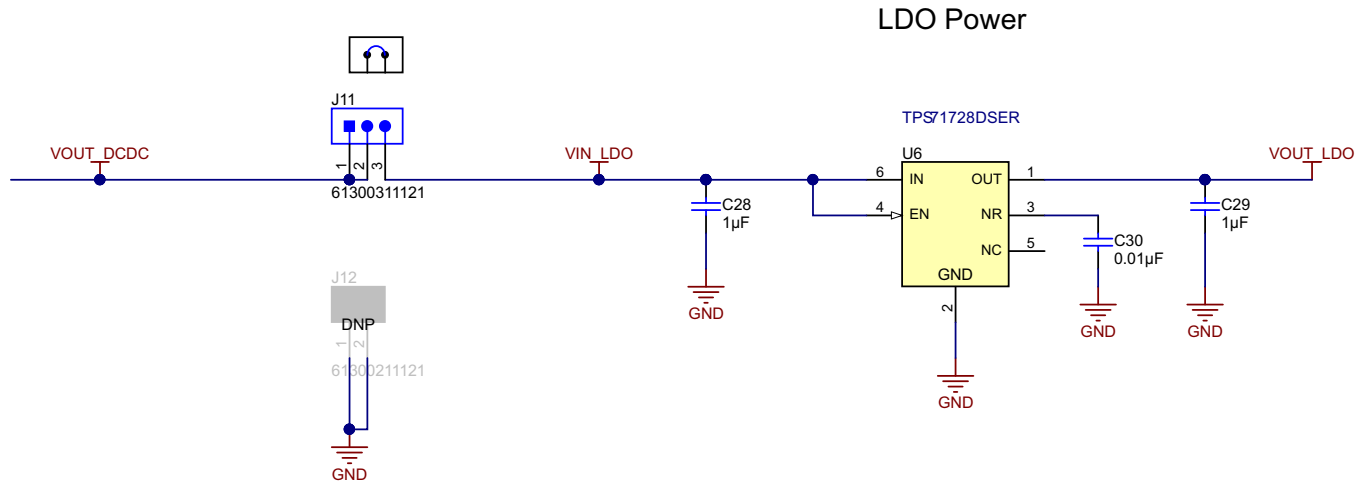 LDO Power
J11
1 2 3
61300311121
VOUT_DCDC
VIN_LDO
C28
1µF
TPS71728DSER
U6
6 IN OUT 1
4 EN NR 3
NC 5
GND
2
GND
C30
0.01µF
GND
VOUT_LDO
C29
1µF
GND
GND
J12
DNP
1 2
61300211121
GND